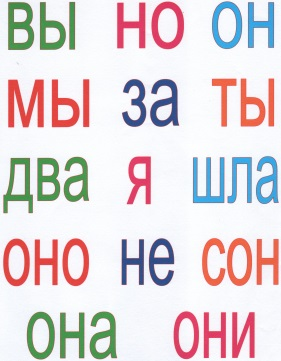 вы но он
мы за ты
два я шла
оно не сон
она они